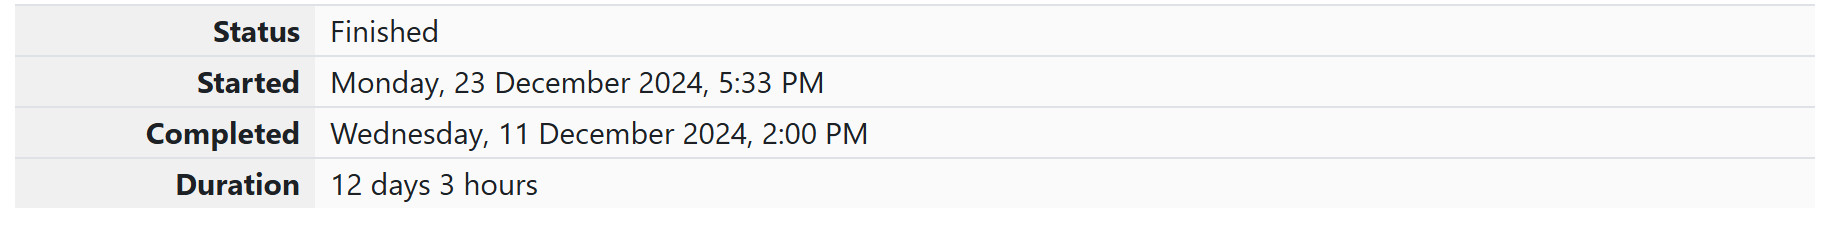 Status Finished
Started Monday, 23 December 2024, 5:33 PM
Completed Wednesday, 11 December 2024, 2:00 PM
Duration 12 days 3 hours